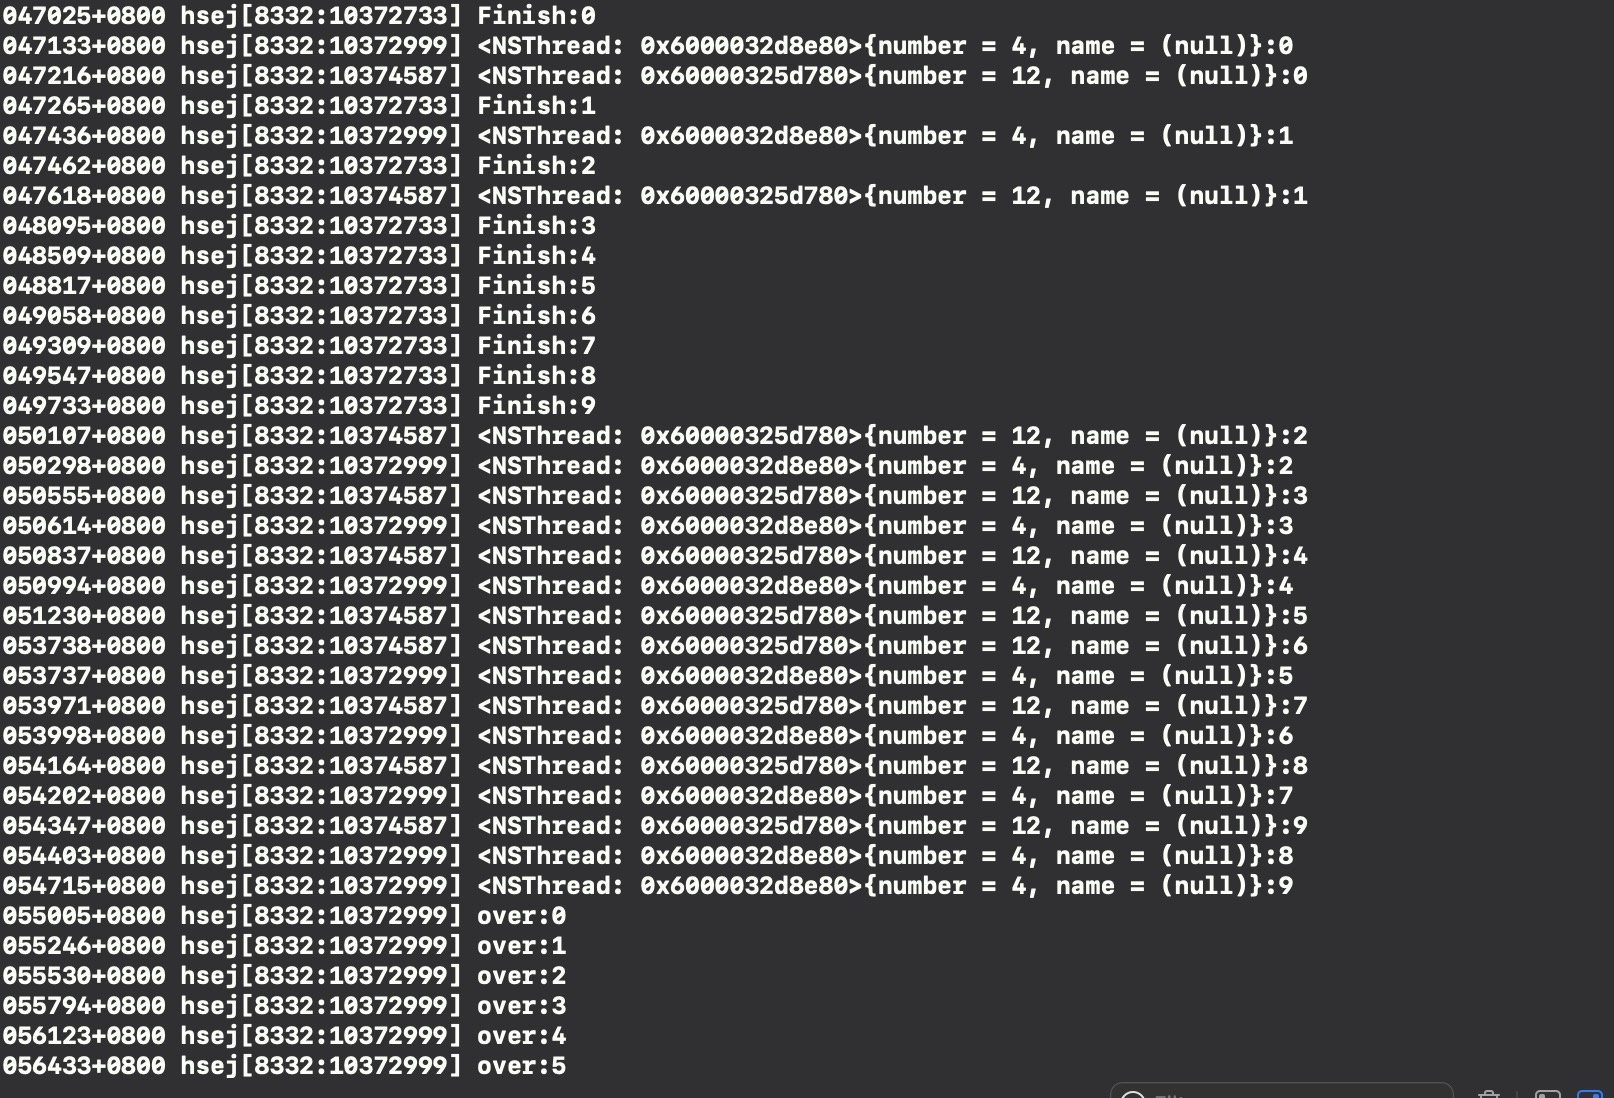 047025+0800 hsej[8332:10372733] Finish:0
047133+0800 hsej[8332:10372999] <NSThread: 0x6000032d8e80>{number = 4, name = (null)}:0
047216+0800 hsej[8332:10374587] <NSThread: 0x60000325d780>{number = 12, name = (null)}:0
047265+0800 hsej[8332:10372733] Finish:1
047436+0800 hsej[8332:10372999] <NSThread: 0x6000032d8e80>{number = 4, name = (null)}:1
047462+0800 hsej[8332:10372733] Finish:2
047618+0800 hsej[8332:10374587] <NSThread: 0x60000325d780>{number = 12, name = (null)}:1
048095+0800 hsej[8332:10372733] Finish:3
048509+0800 hsej[8332:10372733] Finish:4
048817+0800 hsej[8332:10372733] Finish:5
049058+0800 hsej[8332:10372733] Finish:6
049309+0800 hsej[8332:10372733] Finish:7
049547+0800 hsej[8332:10372733] Finish:8
049733+0800 hsej[8332:10372733] Finish:9
050107+0800 hsej[8332:10374587] <NSThread: 0x60000325d780>{number = 12, name = (null)}:2
050298+0800 hsej[8332:10372999] <NSThread: 0x6000032d8e80>{number = 4, name = (null)}:2
050555+0800 hsej[8332:10374587] <NSThread: 0x60000325d780>{number = 12, name = (null)}:3
050614+0800 hsej[8332:10372999] <NSThread: 0x6000032d8e80>{number = 4, name = (null)}:3
050837+0800 hsej[8332:10374587] <NSThread: 0x60000325d780>{number = 12, name = (null)}:4
050994+0800 hsej[8332:10372999] <NSThread: 0x6000032d8e80>{number = 4, name = (null)}:4
051230+0800 hsej[8332:10374587] <NSThread: 0x60000325d780>{number = 12, name = (null)}:5
053738+0800 hsej[8332:10374587] <NSThread: 0x60000325d780>{number = 12, name = (null)}:6
053737+0800 hsej[8332:10372999] <NSThread: 0x6000032d8e80>{number = 4, name = (null)}:5
053971+0800 hsej[8332:10374587] <NSThread: 0x60000325d780>{number = 12, name = (null)}:7
053998+0800 hsej[8332:10372999] <NSThread: 0x6000032d8e80>{number = 4, name = (null)}:6
054164+0800 hsej[8332:10374587] <NSThread: 0x60000325d780>{number = 12, name = (null)}:8
054202+0800 hsej[8332:10372999] <NSThread: 0x6000032d8e80>{number = 4, name = (null)}:7
054347+0800 hsej[8332:10374587] <NSThread: 0x60000325d780>{number = 12, name = (null)}:9
054403+0800 hsej[8332:10372999] <NSThread: 0x6000032d8e80>{number = 4, name = (null)}:8
054715+0800 hsej[8332:10372999] <NSThread: 0x6000032d8e80>{number = 4, name = (null)}:9
055005+0800 hsej[8332:10372999] over:0
055246+0800 hsej[8332:10372999] over:1
055530+0800 hsej[8332:10372999] over:2
055794+0800 hsej[8332:10372999] over:3
056123+0800 hsej[8332:10372999] over:4
056433+0800 hsej[8332:10372999] over:5